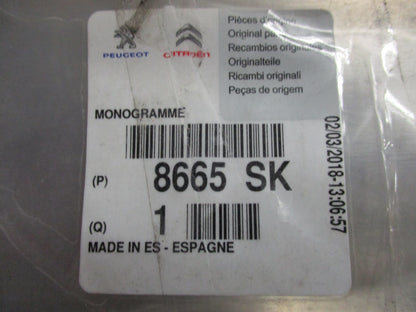 PEUGEOT
CITROËN
Pièces d'origine
Original parts
Recambios originales
Originalteile
Ricambi originali
Peças de origem
MONOGRAMME
(P) 8665 SK
(Q) 1
MADE IN ES - ESPAGNE
02/03/2018-13:06:57